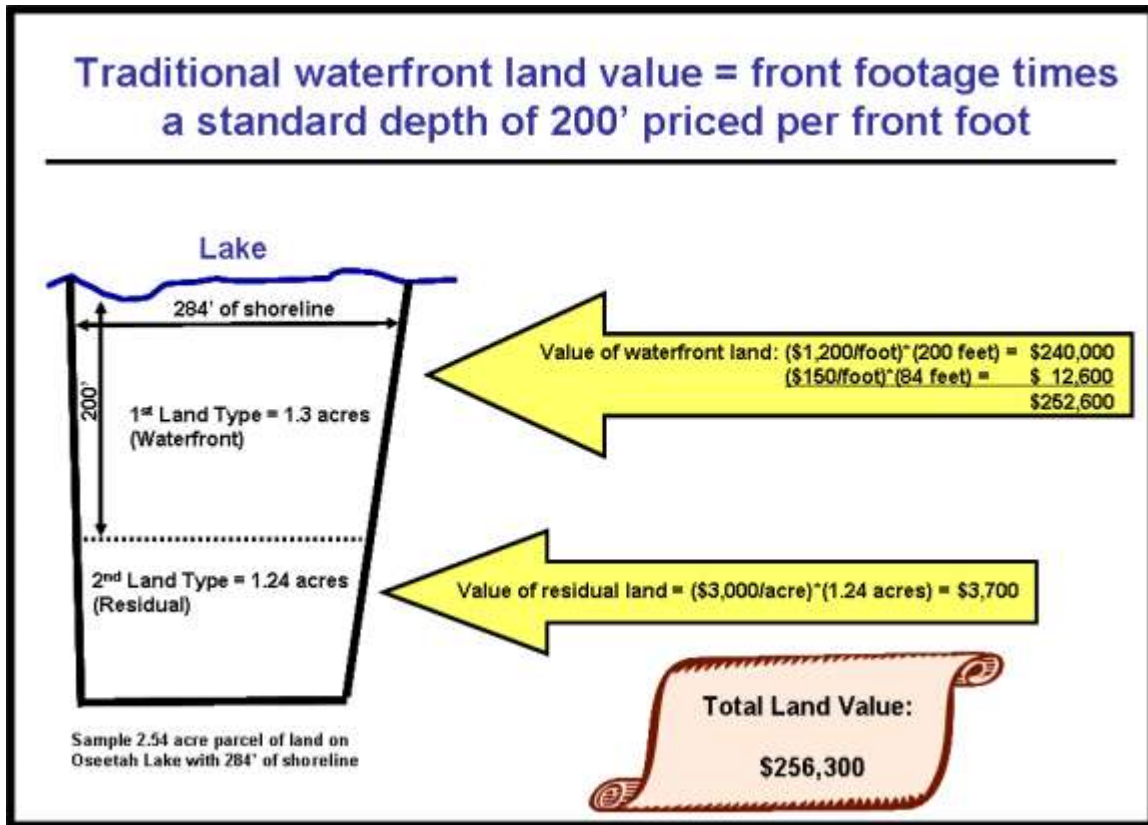 Traditional waterfront land value = front footage times
a standard depth of 200’ priced per front foot
Lake
284’ of shoreline
200’
1st Land Type = 1.3 acres
(Waterfront)
Value of waterfront land: ($1,200/foot)*(200 feet) = $240,000
($150/foot)*(84 feet) = $ 12,600
$252,600
2nd Land Type = 1.24 acres
(Residual)
Value of residual land = ($3,000/acre)*(1.24 acres) = $3,700
Sample 2.54 acre parcel of land on
Oseetah Lake with 284’ of shoreline
Total Land Value:
$256,300